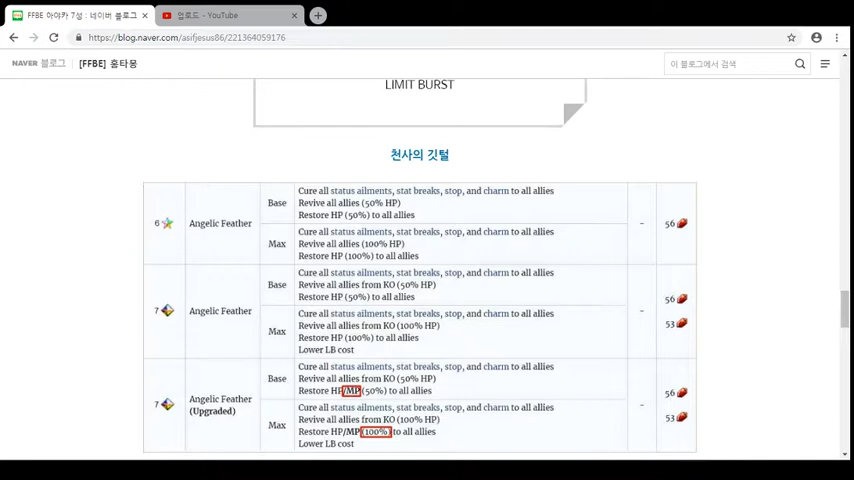 FFBE 아야카 7성 : 네이버 블로그
업로드 - YouTube
https://blog.naver.com/asifjesus86/221364059176
NAVER 블로그 | [FFBE] 홀타몽
이 블로그에서 검색
LIMIT BURST
천사의 깃털
6 Angelic Feather
Base
Cure all status ailments, stat breaks, stop, and charm to all allies
Revive all allies (50% HP)
Restore HP (50%) to all allies
Max
Cure all status ailments, stat breaks, stop, and charm to all allies
Revive all allies (100% HP)
Restore HP (100%) to all allies
- 56
7 Angelic Feather
Base
Cure all status ailments, stat breaks, stop, and charm to all allies
Revive all allies from KO (50% HP)
Restore HP (50%) to all allies
Max
Cure all status ailments, stat breaks, stop, and charm to all allies
Revive all allies from KO (100% HP)
Restore HP (100%) to all allies
Lower LB cost
- 56
53
7 Angelic Feather
(Upgraded)
Base
Cure all status ailments, stat breaks, stop, and charm to all allies
Revive all allies from KO (50% HP)
Restore HP/MP (50%) to all allies
Max
Cure all status ailments, stat breaks, stop, and charm to all allies
Revive all allies from KO (100% HP)
Restore HP/MP (100%) to all allies
Lower LB cost
- 56
53